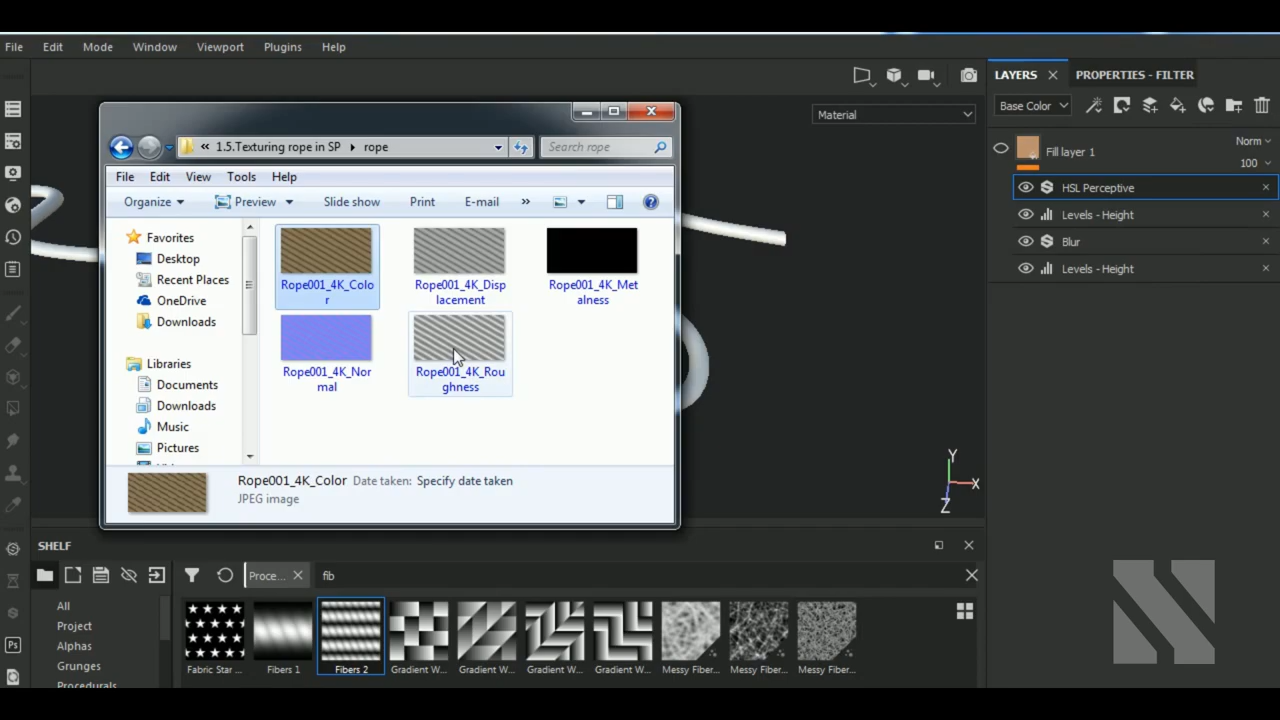 File Edit Mode Window Viewport Plugins Help
LAYERS PROPERTIES - FILTER
Base Color
Material
Norm
Fill layer 1
100
HSL Perceptive
Levels - Height
Blur
Levels - Height
« 1.5.Texturing rope in SP rope
Search rope
File Edit View Tools Help
Organize Preview Slide show Print E-mail »
Favorites
Desktop
Recent Places
OneDrive
Downloads
Libraries
Documents
Downloads
Music
Pictures
Rope001_4K_Colo
r
Rope001_4K_Disp
lacement
Rope001_4K_Met
alness
Rope001_4K_Nor
mal
Rope001_4K_Rou
ghness
Rope001_4K_Color Date taken: Specify date taken
JPEG image
Y
X
Z
SHELF
Proce... fib
All
Project
Alphas
Grunges
Procedurals
Fabric Star ... Fibers 1 Fibers 2 Gradient W... Gradient W... Gradient W... Gradient W... Messy Fiber... Messy Fiber... Messy Fiber...
Ps